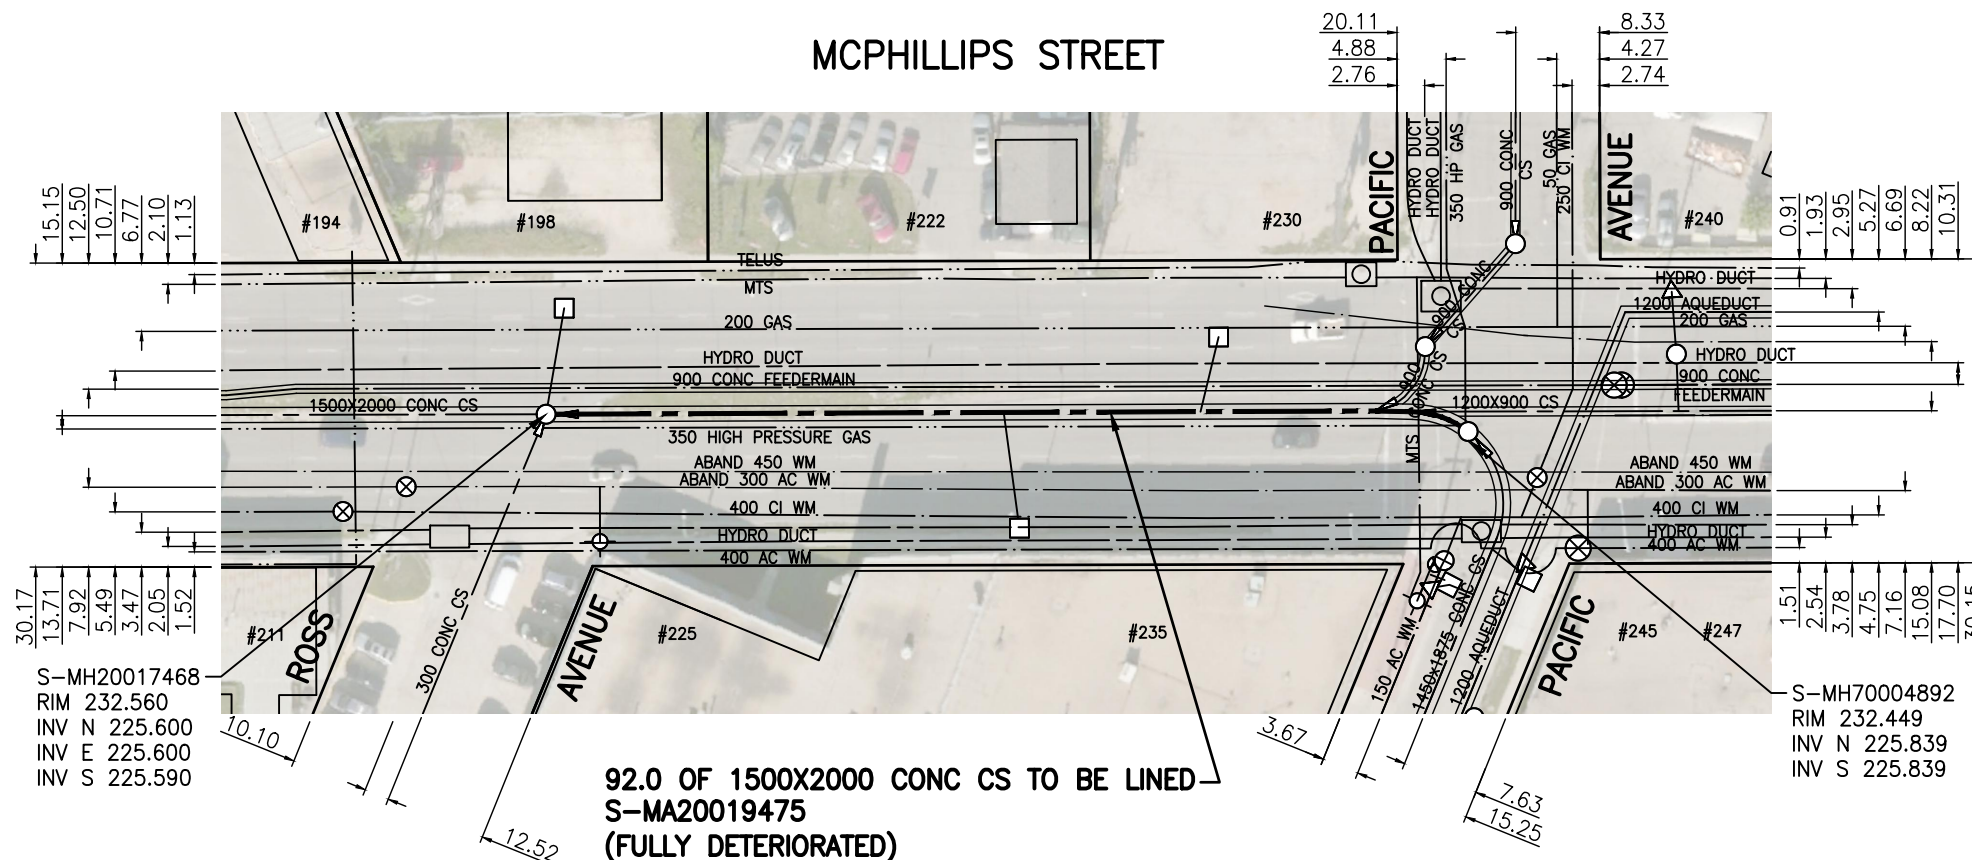 MCPHILLIPS STREET
20.11
4.88
2.76
8.33
4.27
2.74
PACIFIC
HYDRO DUCT
HYDRO DUCT
350 HP GAS
900 CONC
CS
50 GAS
250 CI WM
AVENUE
#194
#198
#222
#230
#240
15.15
12.50
10.71
6.77
2.10
1.13
0.91
1.93
2.95
5.27
6.69
8.22
10.31
TELUS
MTS
200 GAS
HYDRO DUCT
900 CONC FEEDERMAIN
1500X2000 CONC CS
350 HIGH PRESSURE GAS
ABAND 450 WM
ABAND 300 AC WM
400 CI WM
HYDRO DUCT
400 AC WM
900 CONC
CS
900
CONC CS
MTS
HYDRO DUCT
1200 AQUEDUCT
200 GAS
HYDRO DUCT
900 CONC
FEEDERMAIN
1200X900 CS
ABAND 450 WM
ABAND 300 AC WM
400 CI WM
HYDRO DUCT
400 AC WM
30.17
13.71
7.92
5.49
3.47
2.05
1.52
1.51
2.54
3.78
4.75
7.16
15.08
17.70
30.15
#211
ROSS
300 CONC CS
AVENUE
#225
#235
150 AC WM
1450X1875 CONC CS
1200 AQUEDUCT
PACIFIC
#245
#247
S-MH20017468
RIM 232.560
INV N 225.600
INV E 225.600
INV S 225.590
10.10
12.52
92.0 OF 1500X2000 CONC CS TO BE LINED
S-MA20019475
(FULLY DETERIORATED)
3.67
7.63
15.25
S-MH70004892
RIM 232.449
INV N 225.839
INV S 225.839